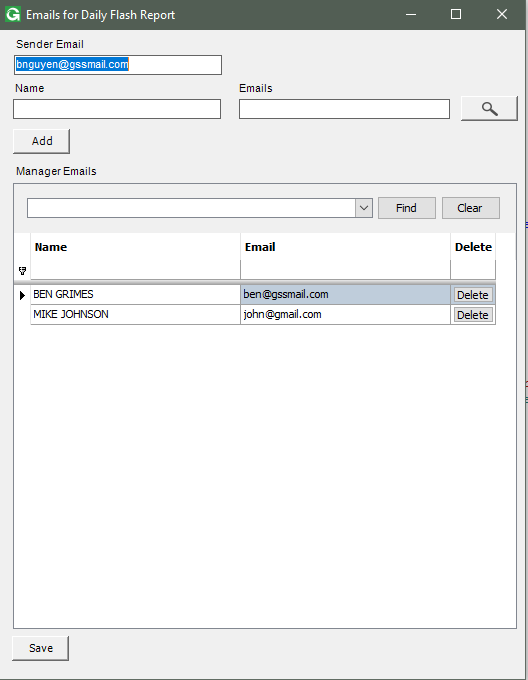 G Emails for Daily Flash Report
Sender Email
bnguyen@gssmail.com
Name Emails
Add
Manager Emails
Find Clear
Name Email Delete
BEN GRIMES ben@gssmail.com Delete
MIKE JOHNSON john@gmail.com Delete
Save